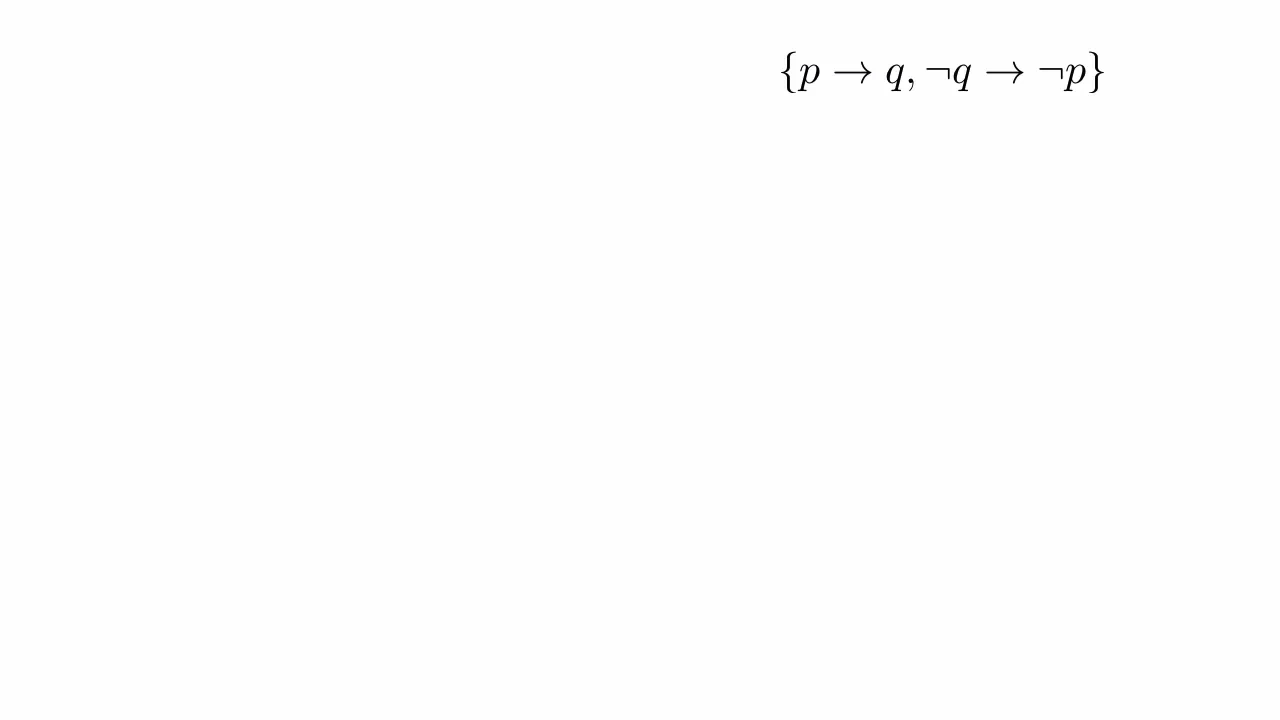 {p → q, ¬q → ¬p}